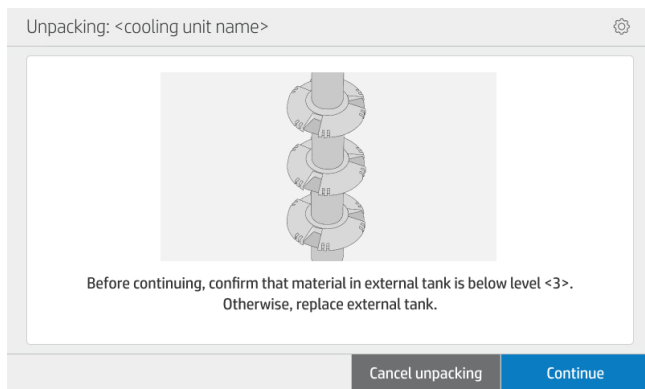 Unpacking: <cooling unit name>
Before continuing, confirm that material in external tank is below level <3>.
Otherwise, replace external tank.
Cancel unpacking
Continue